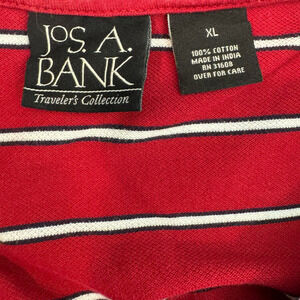 JOS. A.
BANK
Traveler's Collection
XL
100% COTTON
MADE IN INDIA
RN 31608
OVER FOR CARE